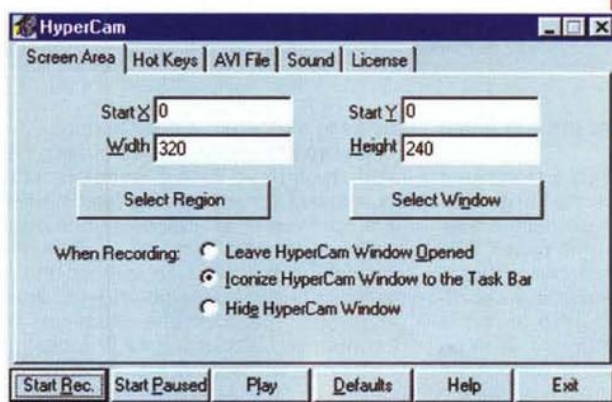 HyperCam
Screen Area Hot Keys AVI File Sound License
Start X 0 Start Y 0
Width 320 Height 240
Select Region Select Window
When Recording: Leave HyperCam Window Opened
Iconize HyperCam Window to the Task Bar
Hide HyperCam Window
Start Rec. Start Paused Play Defaults Help Exit